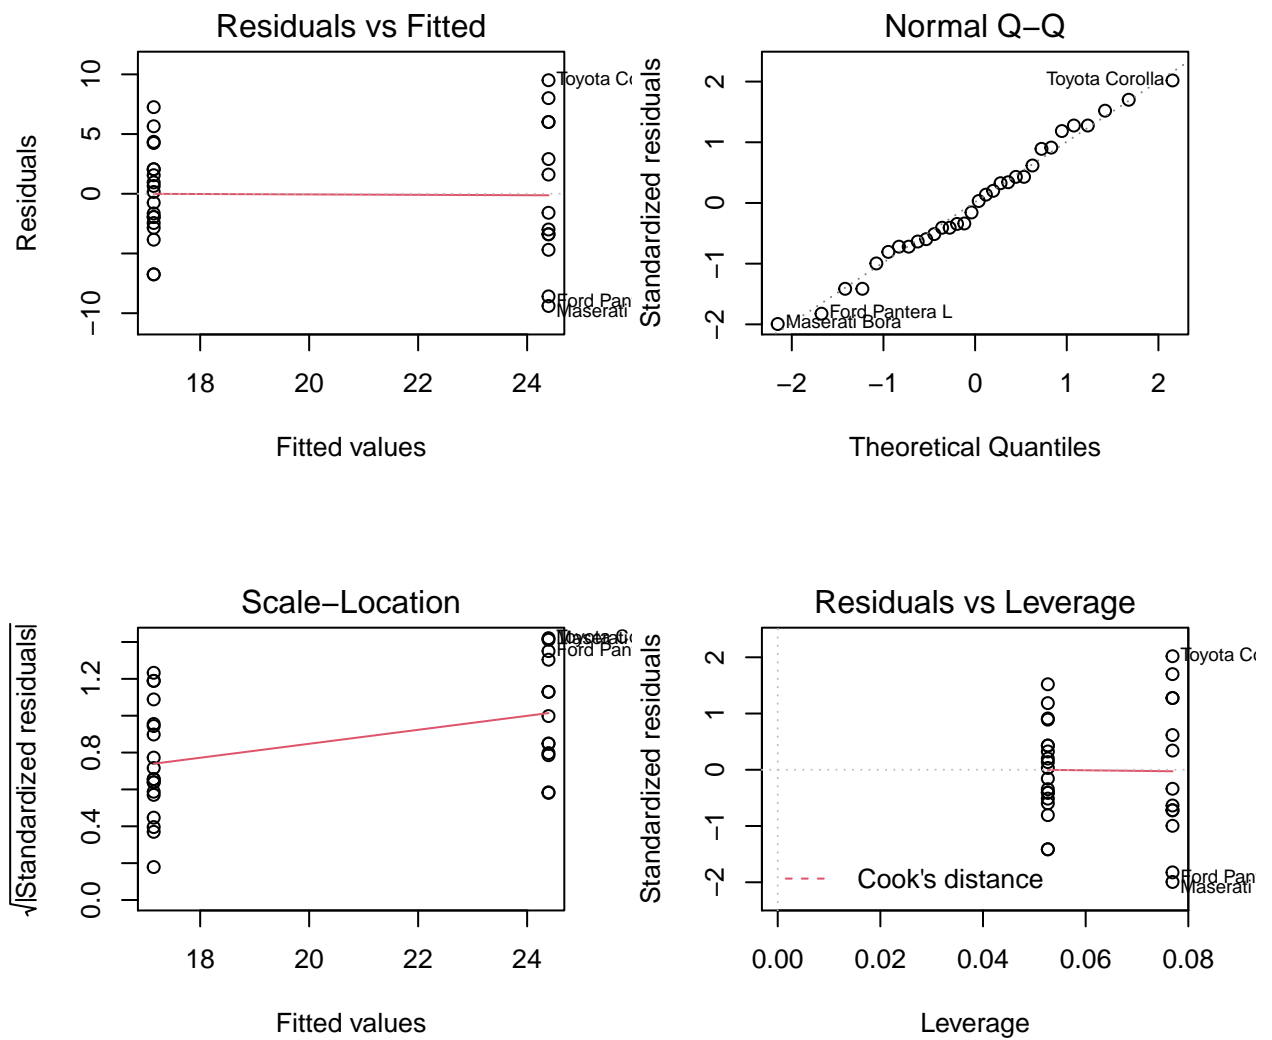 Residuals vs Fitted
Residuals
10
5
0
−10
Toyota Co
Ford Pan
Maserati
18 20 22 24
Fitted values
Normal Q−Q
Standardized residuals
2
1
0
−1
−2
Toyota Corolla
Ford Pantera L
Maserati Bora
−2 −1 0 1 2
Theoretical Quantiles
Scale−Location
√|Standardized residuals|
1.2
0.8
0.4
0.0
Ford Pan
18 20 22 24
Fitted values
Residuals vs Leverage
Standardized residuals
2
1
0
−1
−2
Toyota Co
Ford Pan
Maserati
Cook's distance
0.00 0.02 0.04 0.06 0.08
Leverage